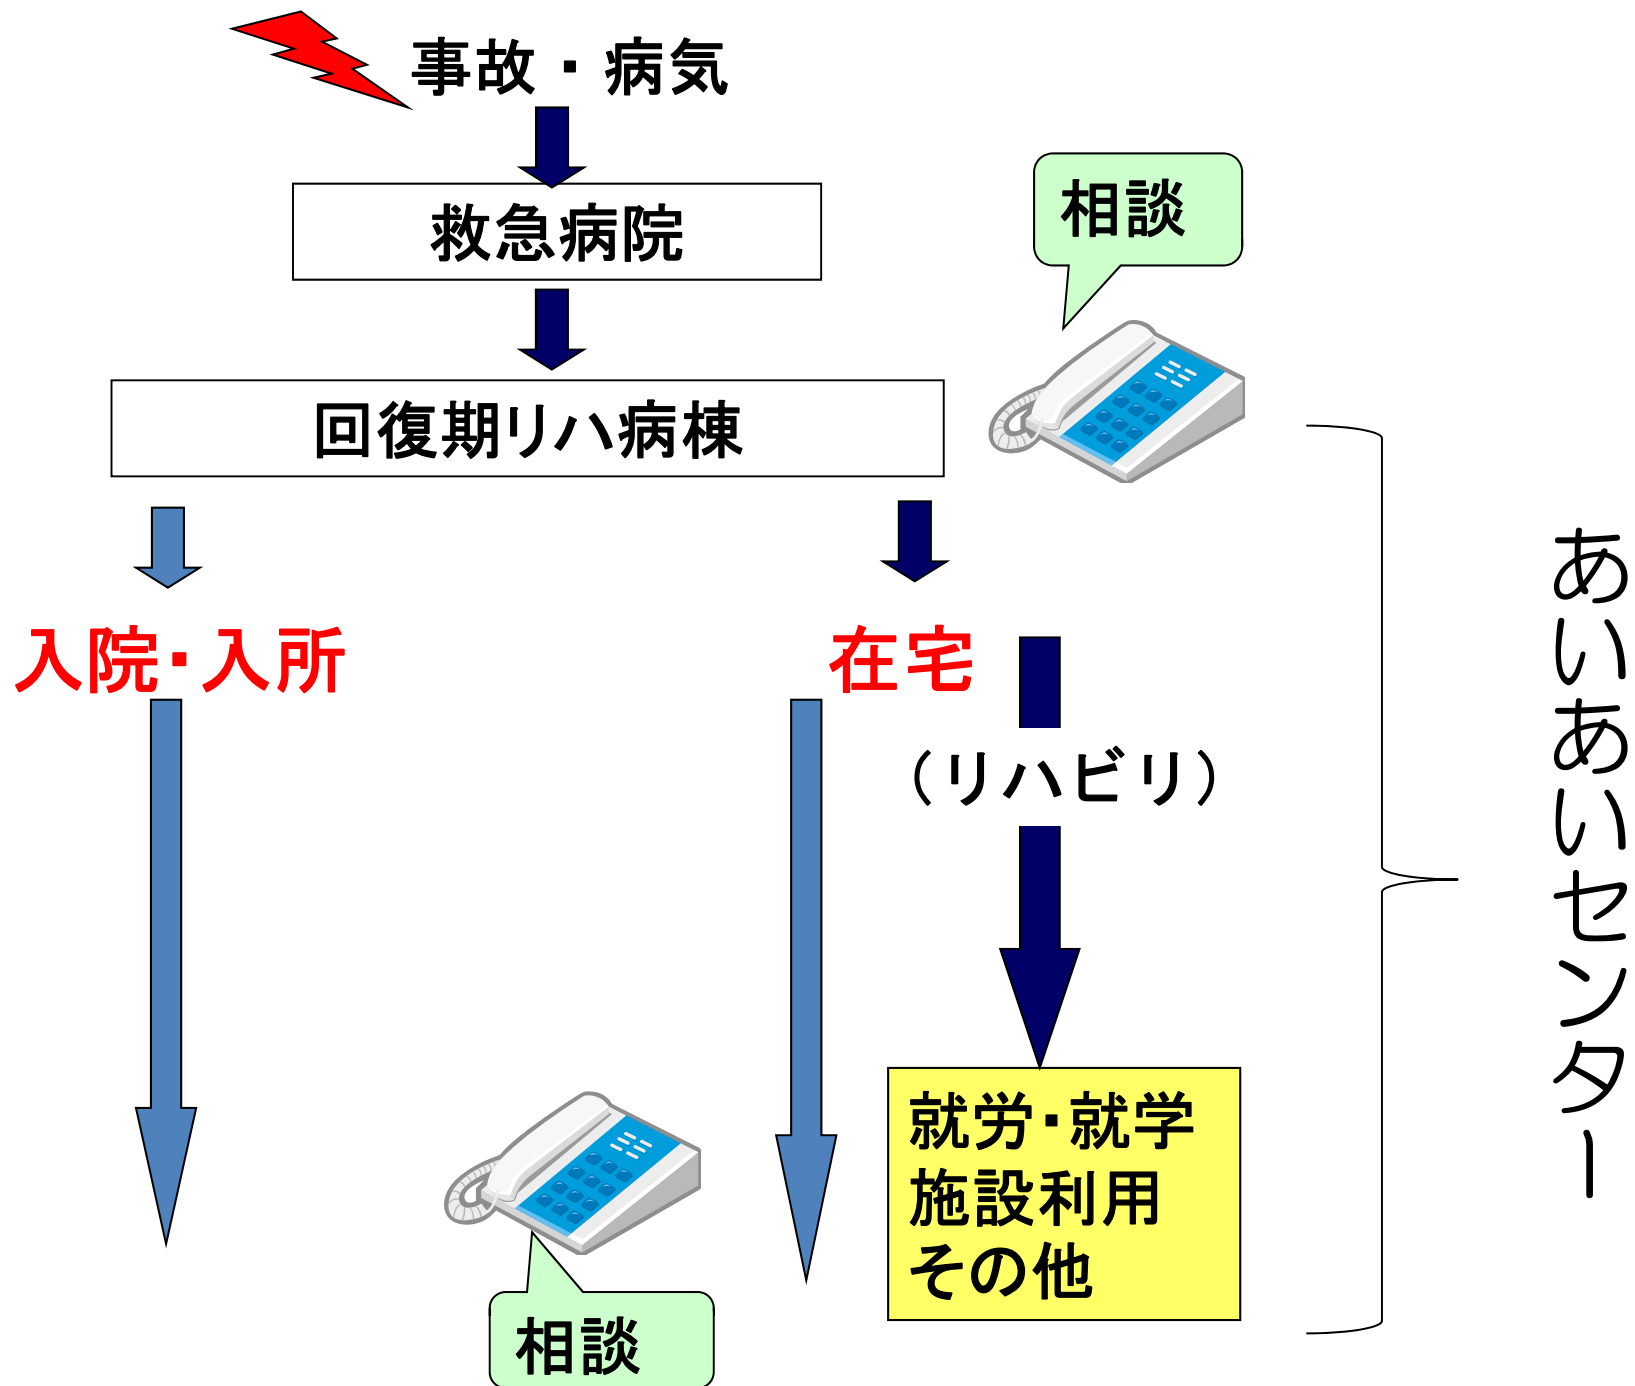 事故・病気
救急病院
相談
回復期リハ病棟
入院・入所
在宅
（リハビリ）
就労・就学
施設利用
その他
相談
あいあいセンター